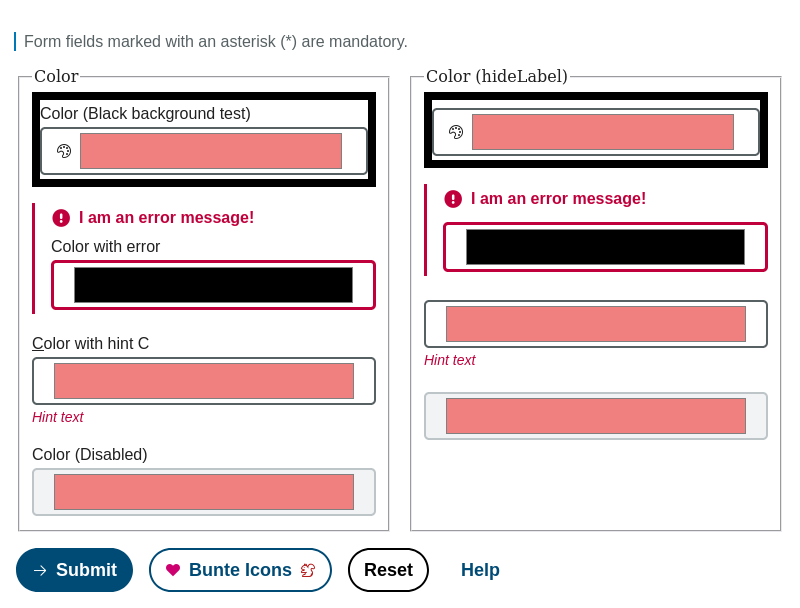 Form fields marked with an asterisk (*) are mandatory.
Color
Color (Black background test)
I am an error message!
Color with error
Color with hint C
Hint text
Color (Disabled)
Color (hideLabel)
I am an error message!
Hint text
Submit
Bunte Icons
Reset
Help